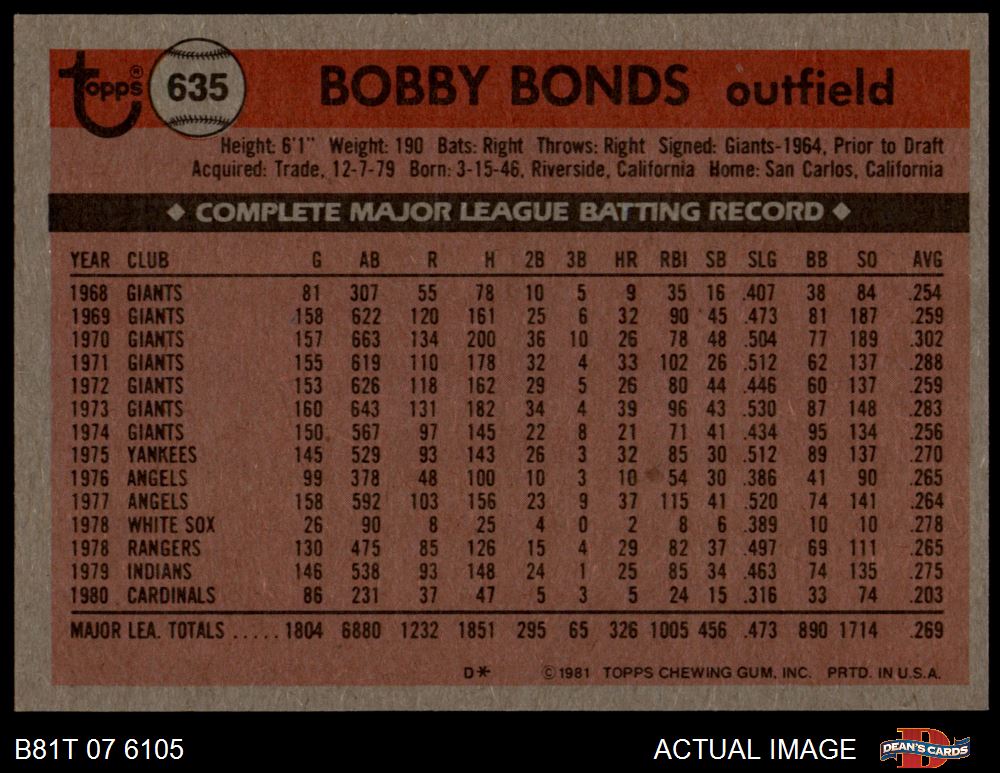 Topps® 635 BOBBY BONDS outfield
Height: 6'1" Weight: 190 Bats: Right Throws: Right Signed: Giants-1964, Prior to Draft
Acquired: Trade, 12-7-79 Born: 3-15-46, Riverside, California Home: San Carlos, California
◆ COMPLETE MAJOR LEAGUE BATTING RECORD ◆
YEAR CLUB G AB R H 2B 3B HR RBI SB SLG BB SO AVG
1968 GIANTS 81 307 55 78 10 5 9 35 16 .407 38 84 .254
1969 GIANTS 158 622 120 161 25 6 32 90 45 .473 81 187 .259
1970 GIANTS 157 663 134 200 36 10 26 78 48 .504 77 189 .302
1971 GIANTS 155 619 110 178 32 4 33 102 26 .512 62 137 .288
1972 GIANTS 153 626 118 162 29 5 26 80 44 .446 60 137 .259
1973 GIANTS 160 643 131 182 34 4 39 96 43 .530 87 148 .283
1974 GIANTS 150 567 97 145 22 8 21 71 41 .434 95 134 .256
1975 YANKEES 145 529 93 143 26 3 32 85 30 .512 89 137 .270
1976 ANGELS 99 378 48 100 10 3 10 54 30 .386 41 90 .265
1977 ANGELS 158 592 103 156 23 9 37 115 41 .520 74 141 .264
1978 WHITE SOX 26 90 8 25 4 0 2 8 6 .389 10 10 .278
1978 RANGERS 130 475 85 126 15 4 29 82 37 .497 69 111 .265
1979 INDIANS 146 538 93 148 24 1 25 85 34 .463 74 135 .275
1980 CARDINALS 86 231 37 47 5 3 5 24 15 .316 33 74 .203
MAJOR LEA. TOTALS ..... 1804 6880 1232 1851 295 65 326 1005 456 .473 890 1714 .269
D* ©1981 TOPPS CHEWING GUM, INC. PRTD. IN U.S.A.
B81T 07 6105 ACTUAL IMAGE DEAN'S CARDS